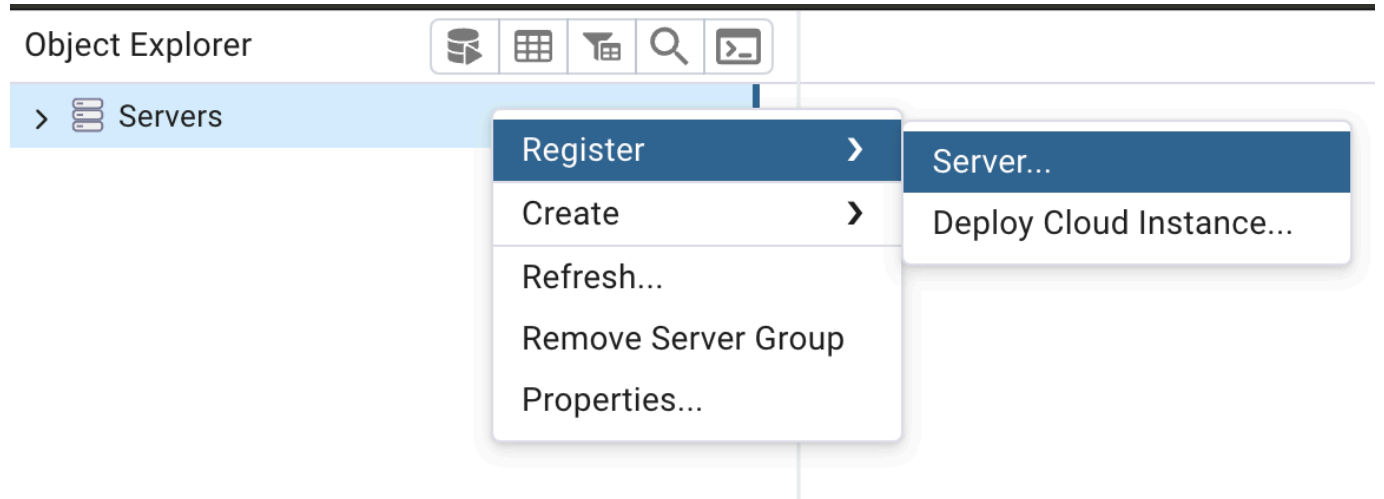 Object Explorer
Servers
Register
Create
Refresh...
Remove Server Group
Properties...
Server...
Deploy Cloud Instance...